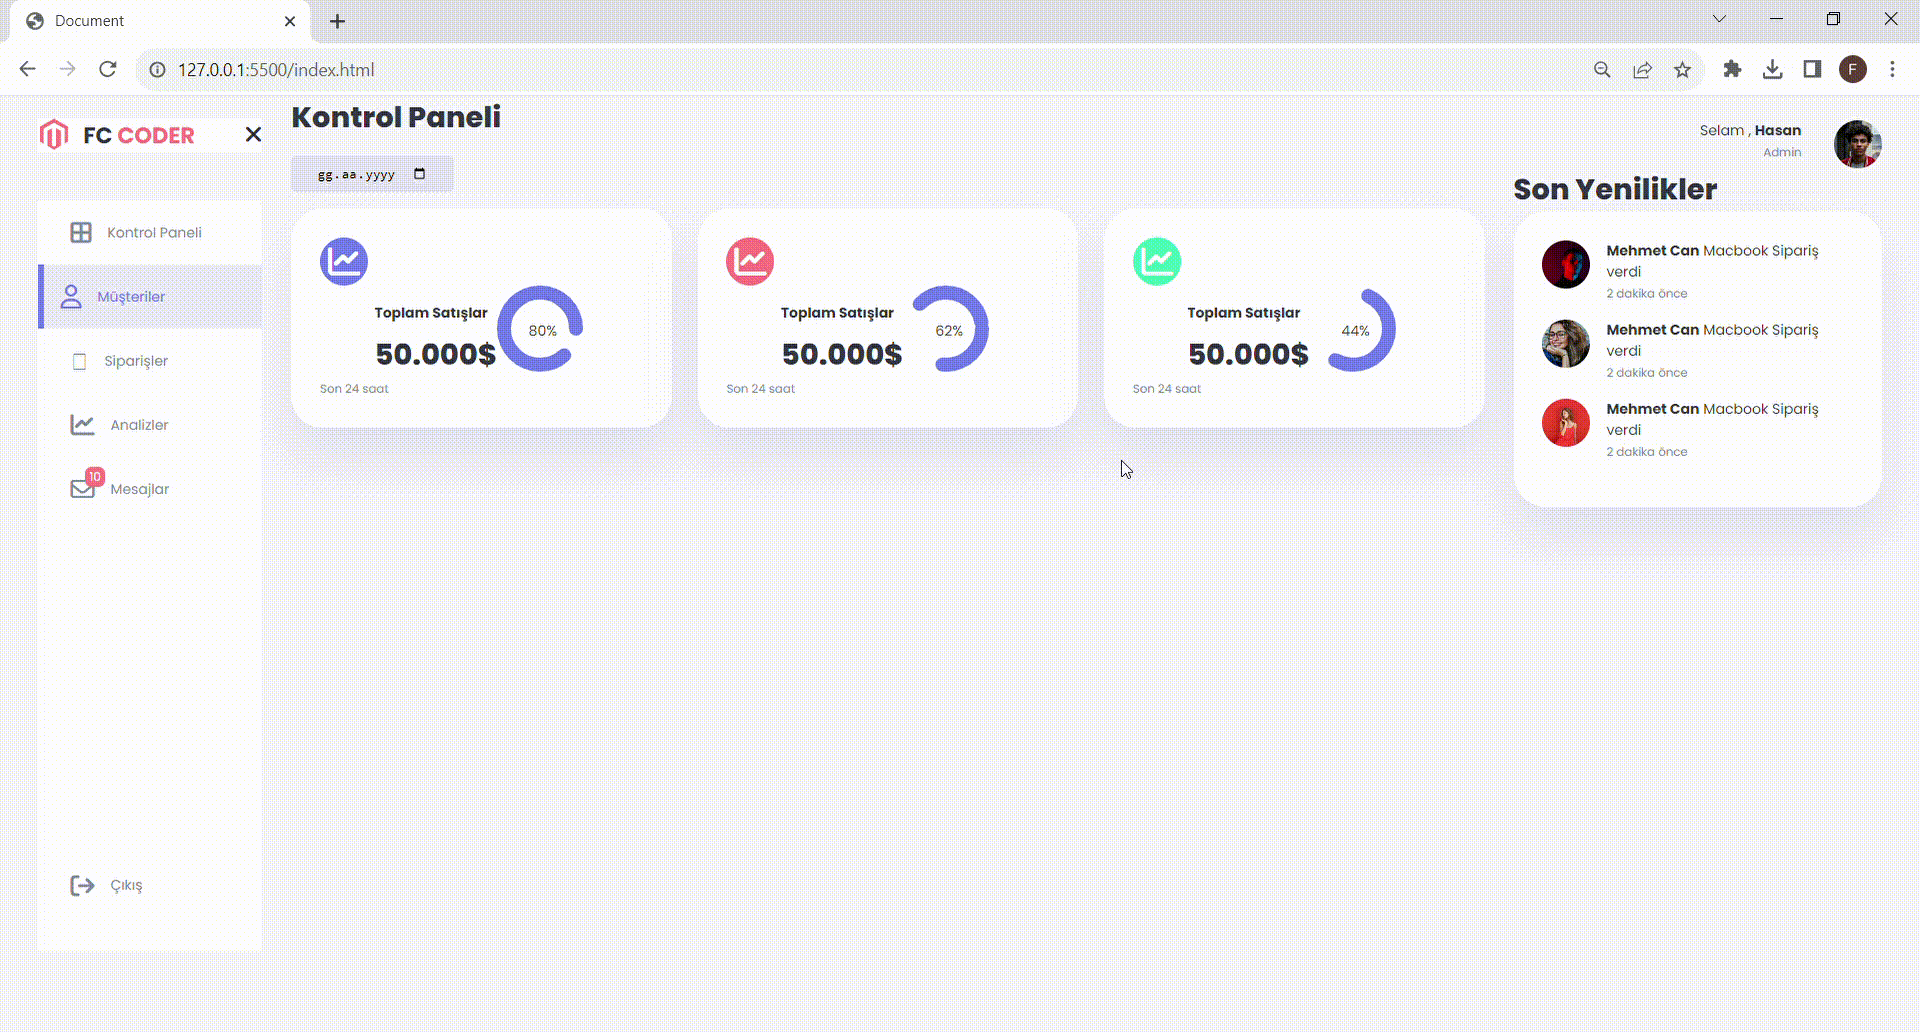 Document
127.0.0.1:5500/index.html
F
FC CODER
Kontrol Paneli
Müşteriler
Siparişler
Analizler
10
Mesajlar
Çıkış
Kontrol Paneli
gg.aa.yyyy
Toplam Satışlar
50.000$
80%
Son 24 saat
Toplam Satışlar
50.000$
62%
Son 24 saat
Toplam Satışlar
50.000$
44%
Son 24 saat
Selam , Hasan
Admin
Son Yenilikler
Mehmet Can Macbook Sipariş
verdi
2 dakika önce
Mehmet Can Macbook Sipariş
verdi
2 dakika önce
Mehmet Can Macbook Sipariş
verdi
2 dakika önce